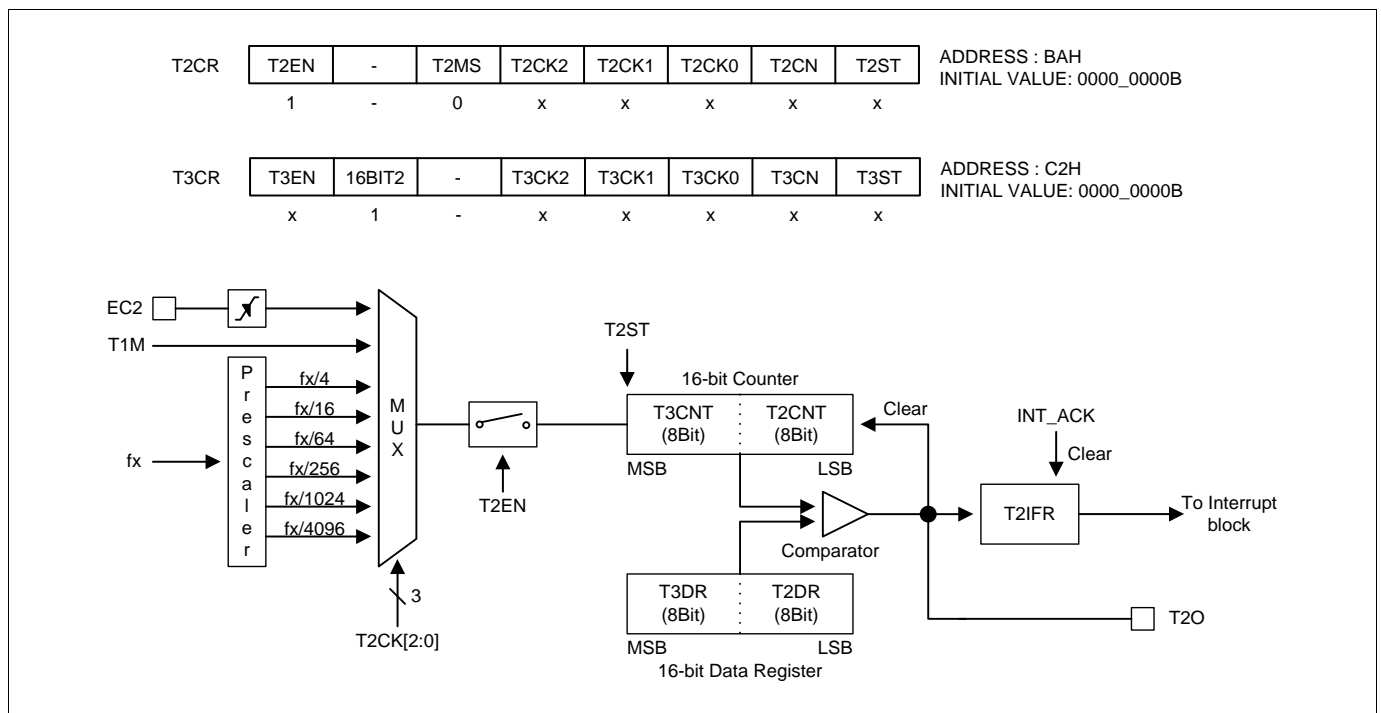 T2CR T2EN - T2MS T2CK2 T2CK1 T2CK0 T2CN T2ST ADDRESS : BAH
INITIAL VALUE: 0000_0000B
1 - 0 x x x x x
T3CR T3EN 16BIT2 - T3CK2 T3CK1 T3CK0 T3CN T3ST ADDRESS : C2H
INITIAL VALUE: 0000_0000B
x 1 - x x x x x
EC2
T1M
fx
Prescaler
fx/4
fx/16
fx/64
fx/256
fx/1024
fx/4096
MUX
3
T2CK[2:0]
T2EN
T2ST
16-bit Counter
T3CNT T2CNT
(8Bit) (8Bit)
MSB LSB
Clear
Comparator
T3DR T2DR
(8Bit) (8Bit)
MSB LSB
16-bit Data Register
INT_ACK
Clear
T2IFR
To Interrupt
block
T2O